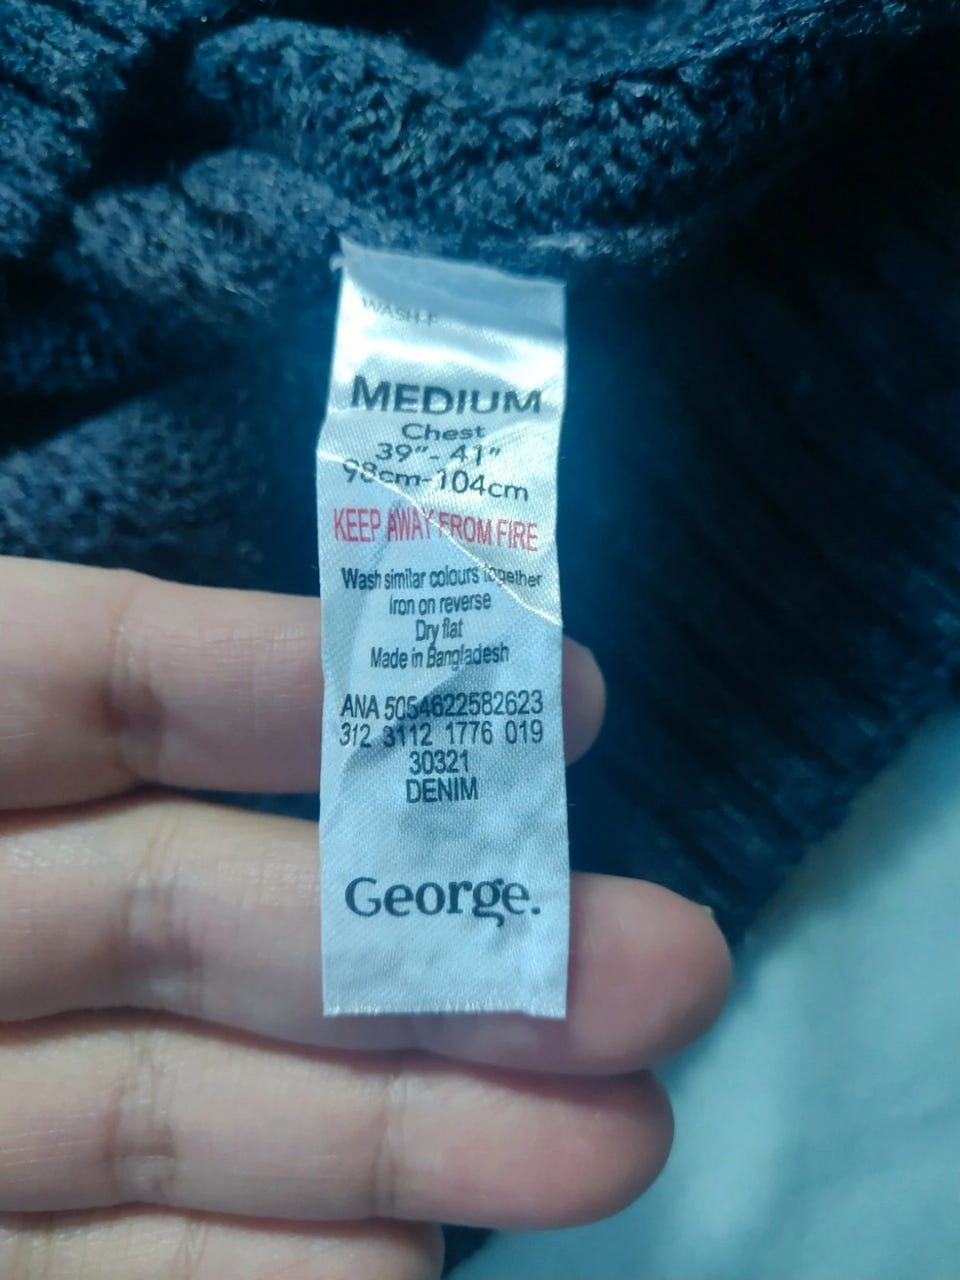 WASH-F
MEDIUM
Chest
39"- 41"
98cm-104cm
KEEP AWAY FROM FIRE
Wash similar colours together
Iron on reverse
Dry flat
Made in Bangladesh
ANA 5054622582623
312 3112 1776 019
30321
DENIM
George.